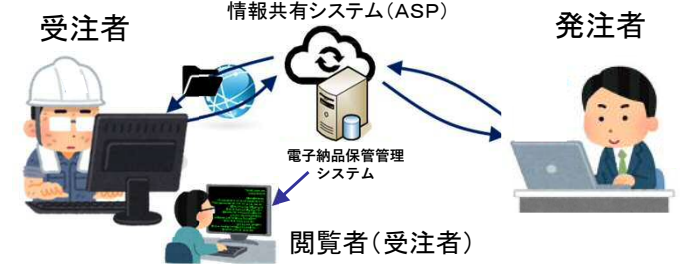 情報共有システム(ASP)
受注者
発注者
電子納品保管管理
システム
閲覧者(受注者)